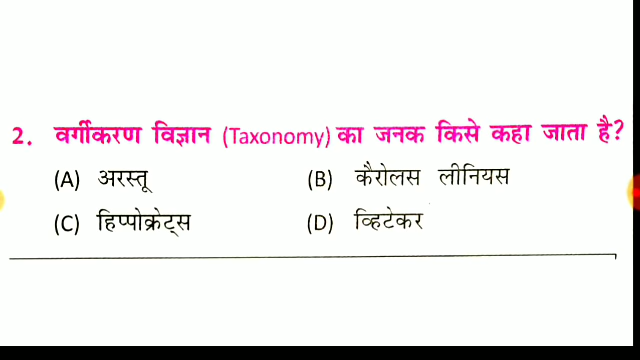 2. वर्गीकरण विज्ञान (Taxonomy) का जनक किसे कहा जाता है?
(A) अरस्तू (B) कैरोलस लीनियस
(C) हिप्पोक्रेट्स (D) व्हिटेकर